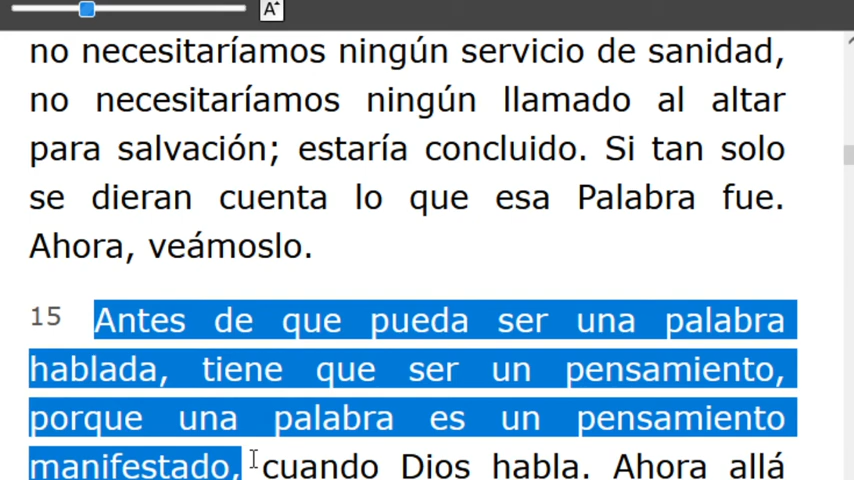 A
no necesitaríamos ningún servicio de sanidad,
no necesitaríamos ningún llamado al altar
para salvación; estaría concluido. Si tan solo
se dieran cuenta lo que esa Palabra fue.
Ahora, veámoslo.
15 Antes de que pueda ser una palabra
hablada, tiene que ser un pensamiento,
porque una palabra es un pensamiento
manifestado, cuando Dios habla. Ahora allá